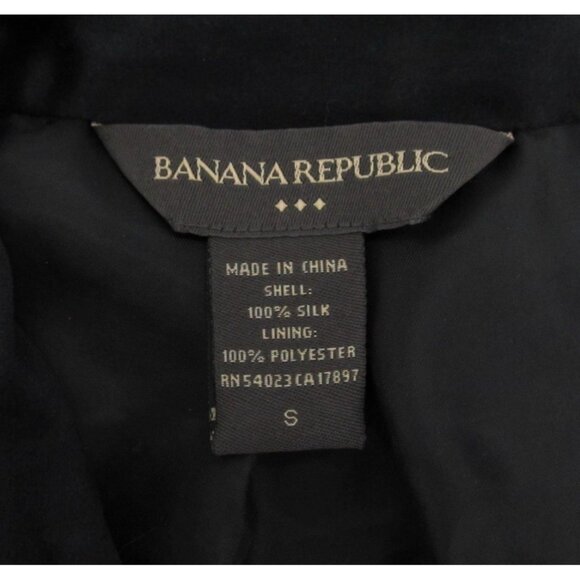 BANANA REPUBLIC
MADE IN CHINA
SHELL:
100% SILK
LINING:
100% POLYESTER
RN54023CA17897
S